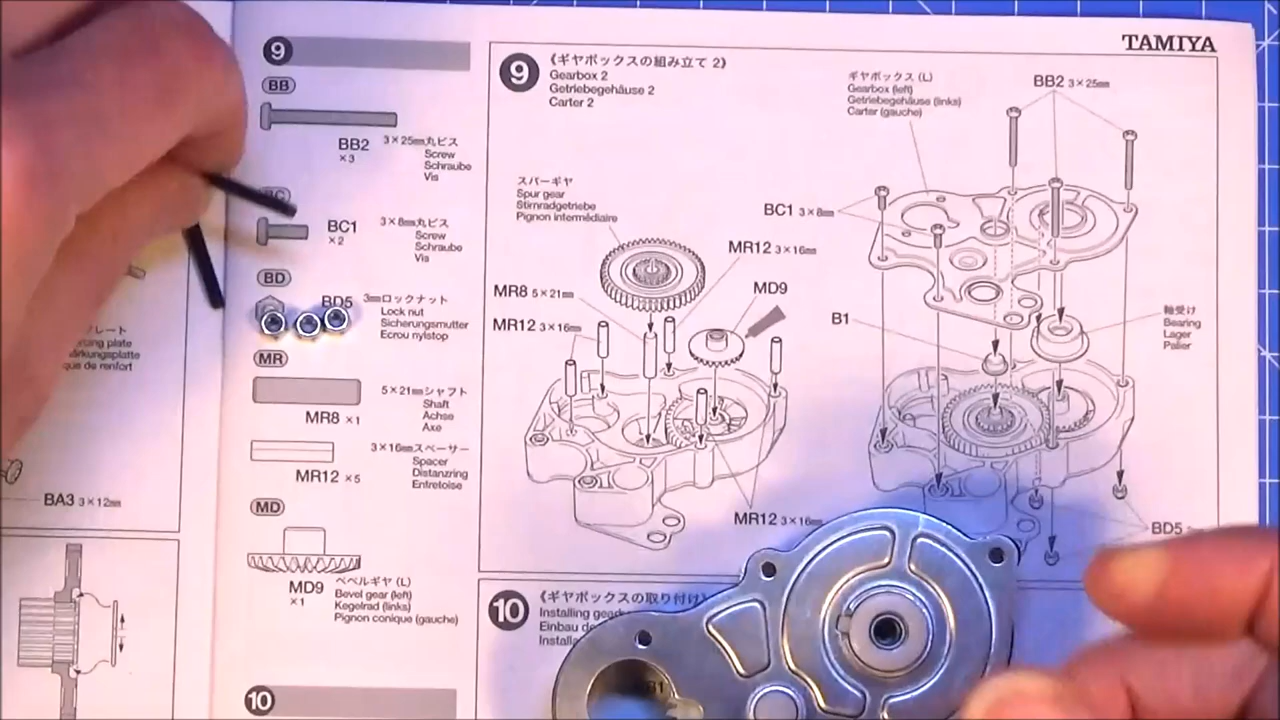 TAMIYA
9
BB
BB2
×3
3×25㎜丸ビス
Screw
Schraube
Vis
BC1
×2
3×8㎜丸ビス
Screw
Schraube
Vis
BD
BD5
3㎜ロックナット
Lock nut
Sicherungsmutter
Ecrou nylstop
MR
MR8 ×1
5×21㎜シャフト
Shaft
Achse
Axe
MR12 ×5
3×16㎜スペーサー
Spacer
Distanzring
Entretoise
MD
MD9
×1
ベベルギヤ (L)
Bevel gear (left)
Kegelrad (links)
Pignon conique (gauche)
10
9
《ギヤボックスの組み立て 2》
Gearbox 2
Getriebegehäuse 2
Carter 2
スパーギヤ
Spur gear
Stirnradgetriebe
Pignon intermédiaire
MR12 3×16㎜
MR8 5×21㎜
MD9
MR12 3×16㎜
MR12 3×16㎜
ギヤボックス (L)
Gearbox (left)
Getriebegehäuse (links)
Carter (gauche)
BB2 3×25㎜
BC1 3×8㎜
B1
軸受け
Bearing
Lager
Palier
BD5
10
《ギヤボックスの取り付け》
Installing
Einbau
BA3 3×12㎜
de renfort
B1